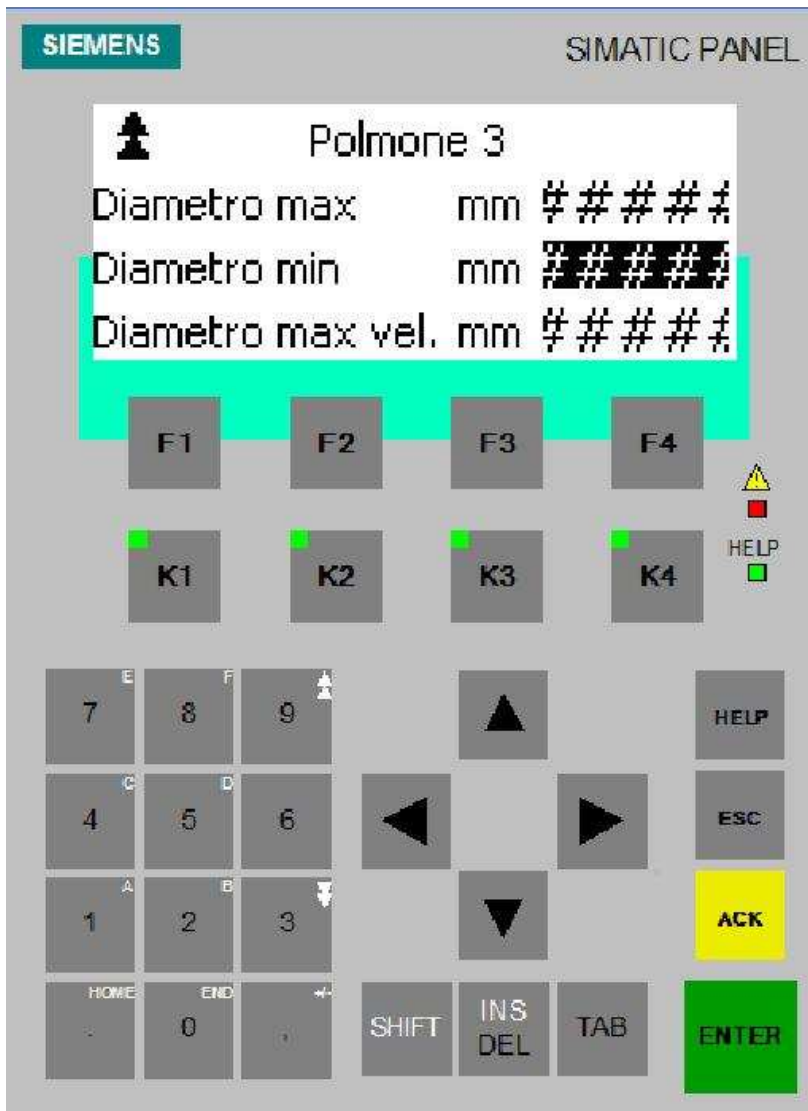 SIEMENS SIMATIC PANEL
Polmone 3
Diametro max mm #####
Diametro min mm #####
Diametro max vel. mm #####
F1 F2 F3 F4
K1 K2 K3 K4
HELP
7 E 8 F 9
HELP
4 C 5 D 6
ESC
1 A 2 B 3
ACK
. HOME 0 END , +/-
SHIFT INS DEL TAB
ENTER